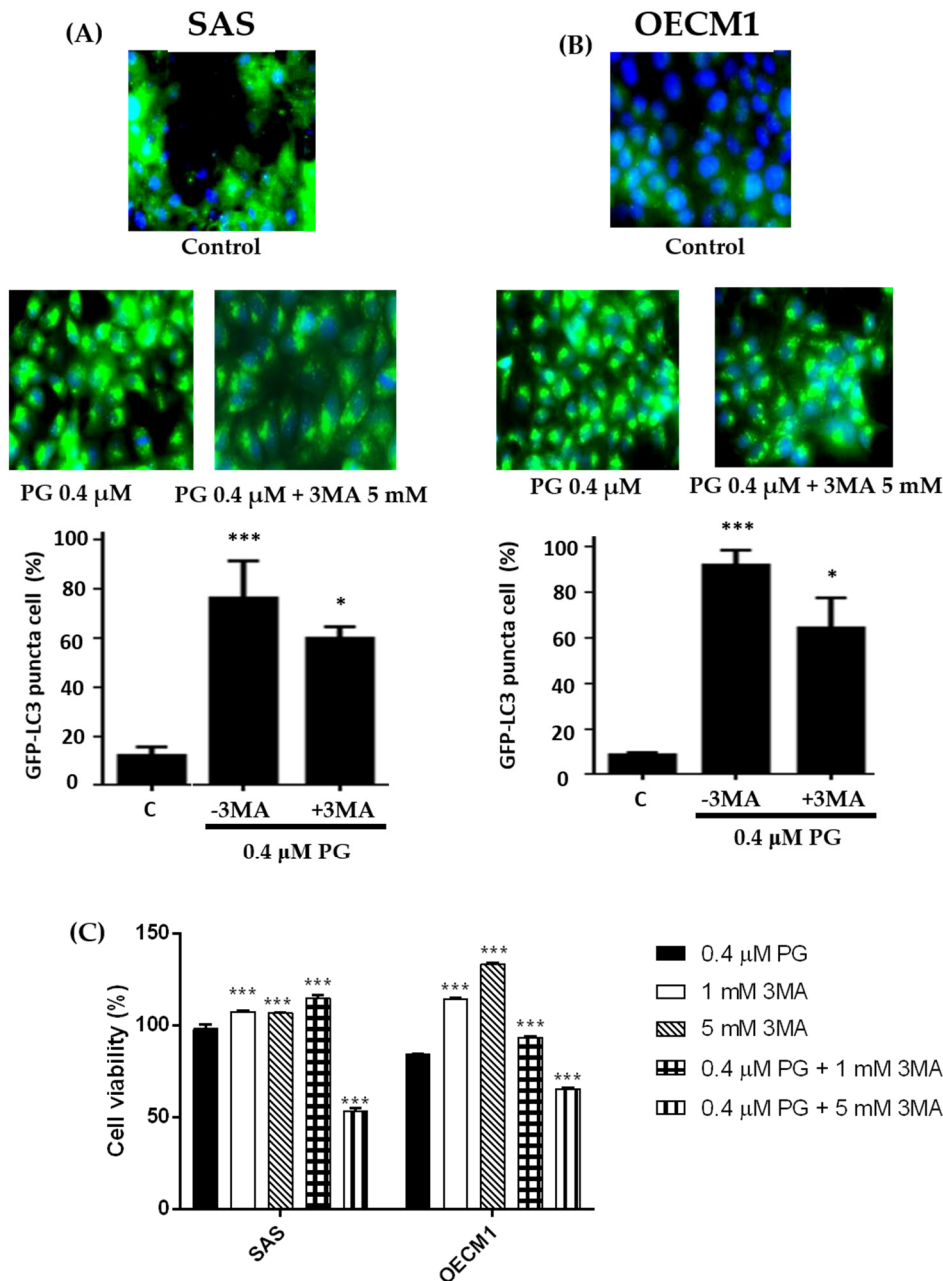 (A)
SAS
Control
PG 0.4 μM
PG 0.4 μM + 3MA 5 mM
GFP-LC3 puncta cell (%)
100
80
60
40
20
0
***
*
C
-3MA
+3MA
0.4 μM PG
(B)
OECM1
Control
PG 0.4 μM
PG 0.4 μM + 3MA 5 mM
GFP-LC3 puncta cell (%)
100
80
60
40
20
0
***
*
C
-3MA
+3MA
0.4 μM PG
(C)
Cell viability (%)
150
100
50
0
*** *** *** ***
*** *** *** ***
SAS
OECM1
0.4 μM PG
1 mM 3MA
5 mM 3MA
0.4 μM PG + 1 mM 3MA
0.4 μM PG + 5 mM 3MA